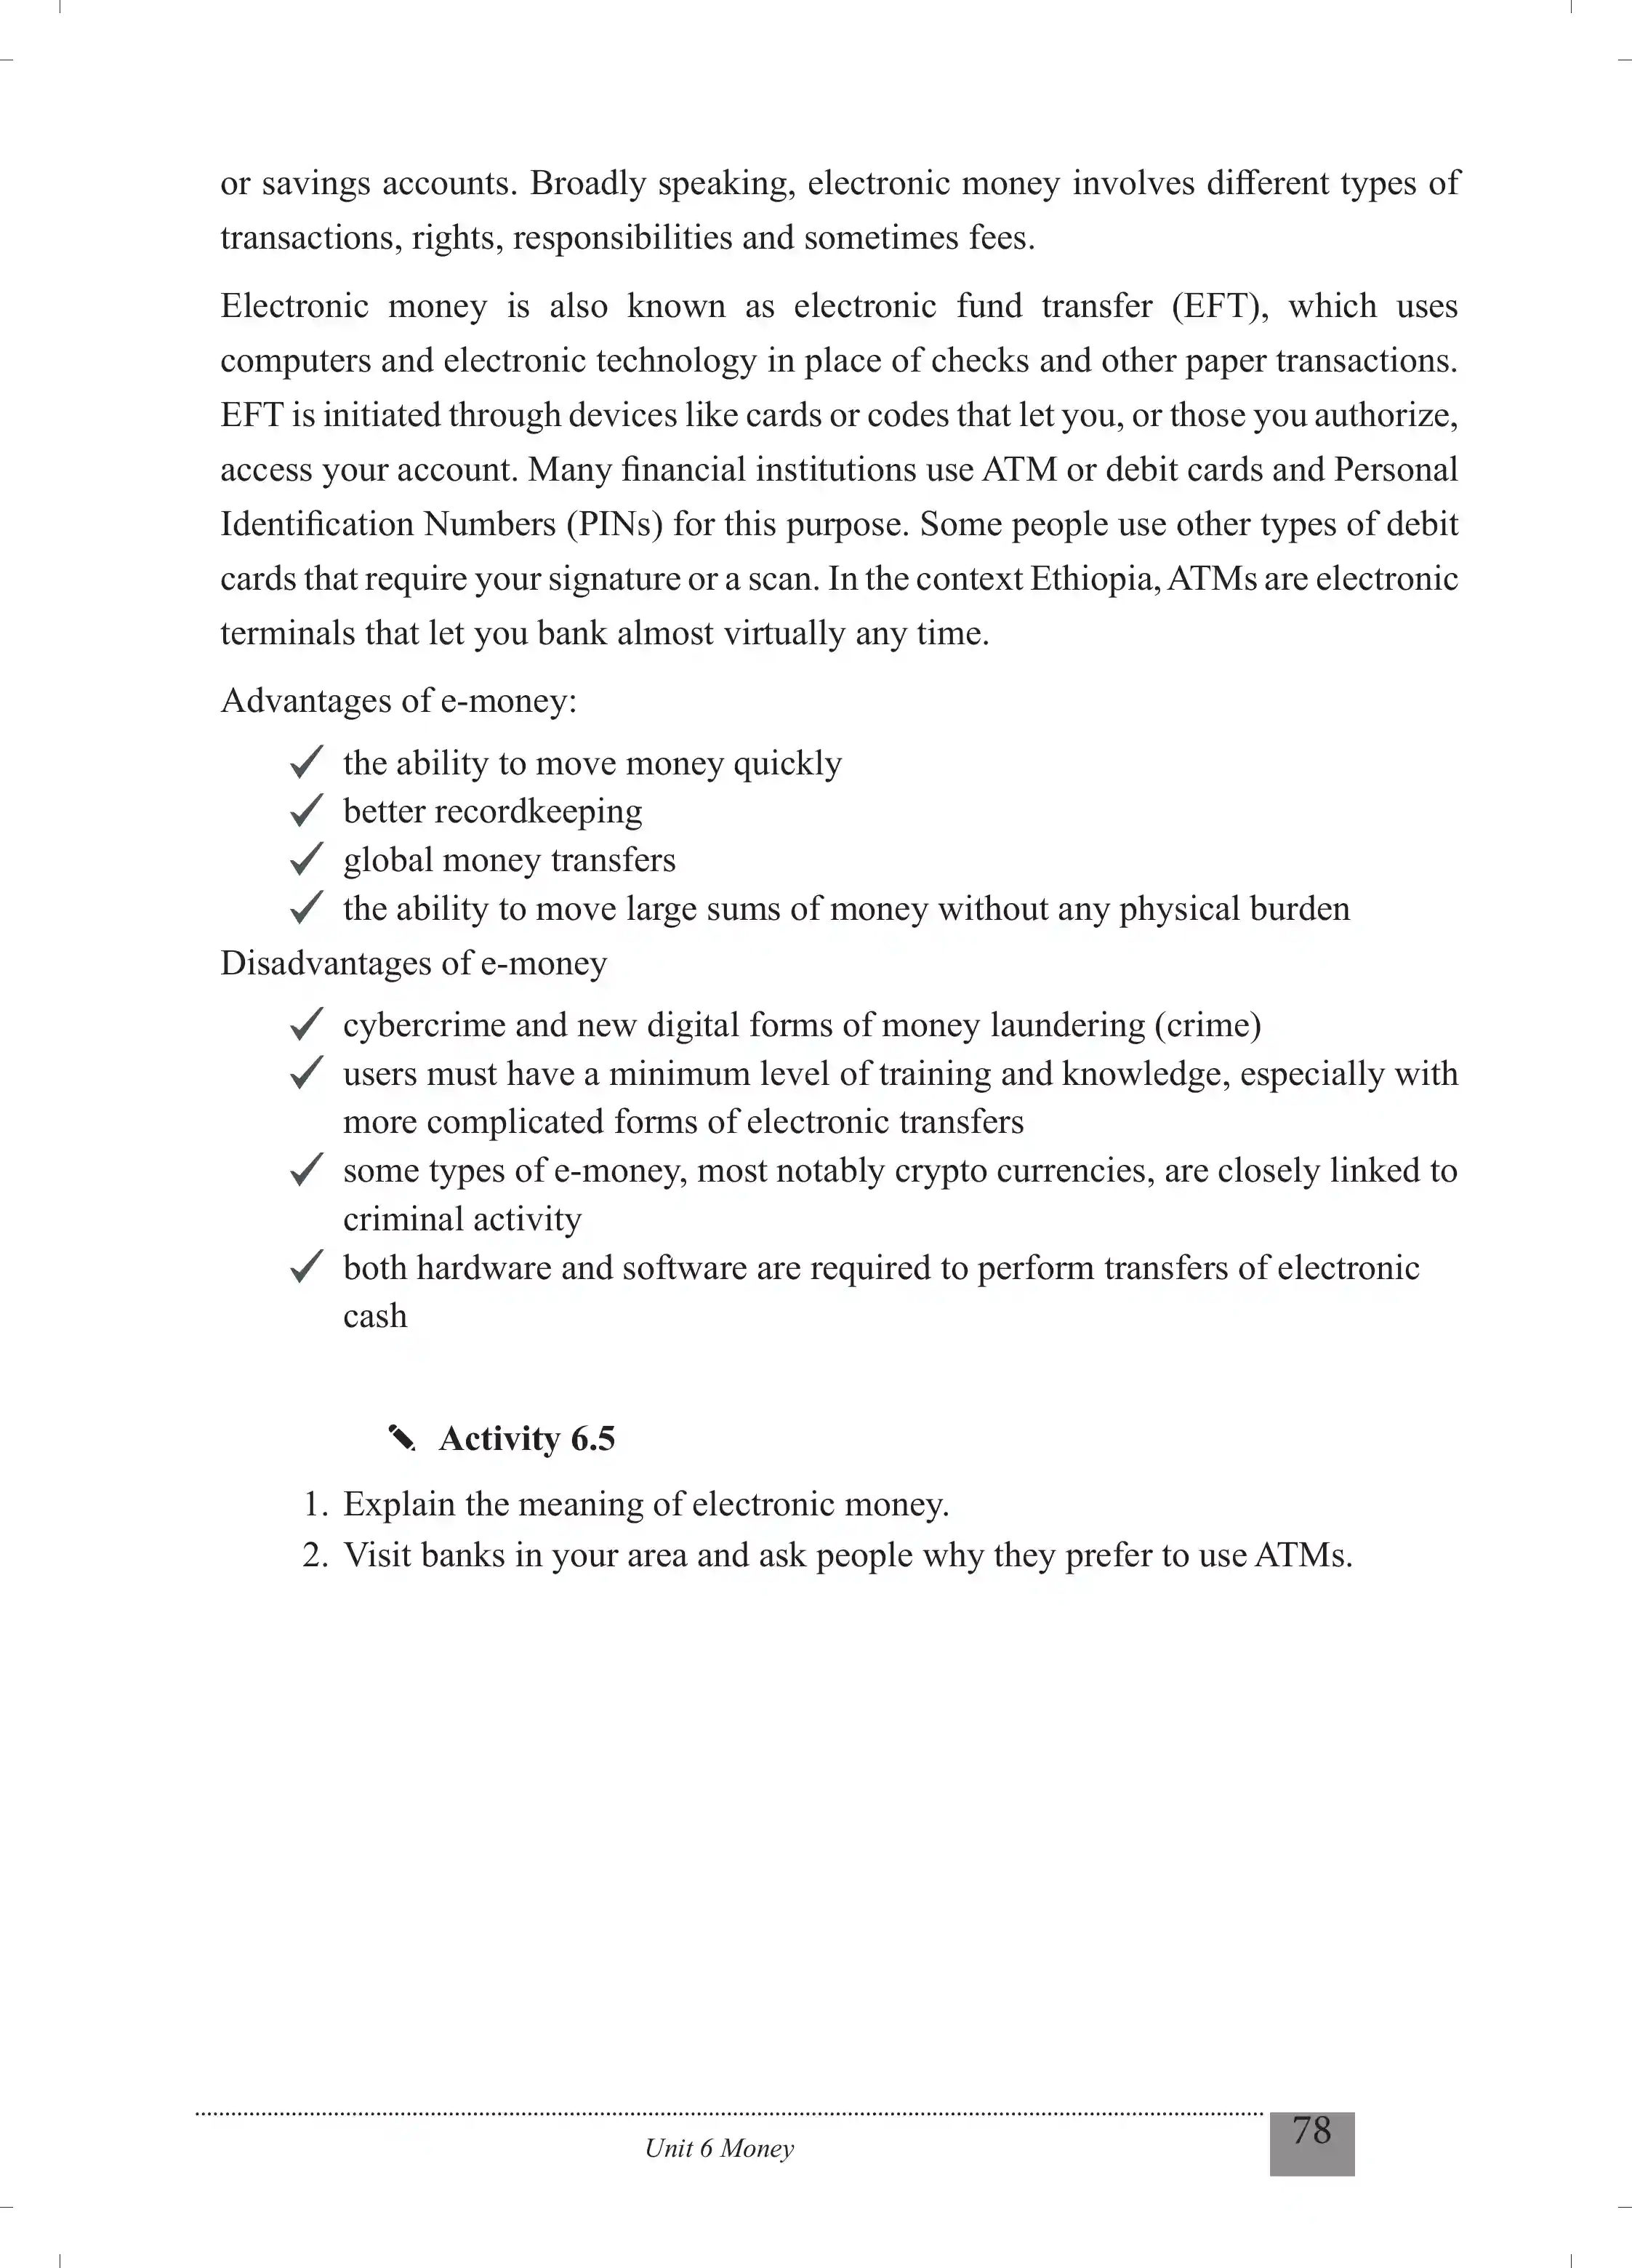 or savings accounts. Broadly speaking, electronic money involves different types of
transactions, rights, responsibilities and sometimes fees.
Electronic money is also known as electronic fund transfer (EFT), which uses
computers and electronic technology in place of checks and other paper transactions.
EFT is initiated through devices like cards or codes that let you, or those you authorize,
access your account. Many financial institutions use ATM or debit cards and Personal
Identification Numbers (PINs) for this purpose. Some people use other types of debit
cards that require your signature or a scan. In the context Ethiopia, ATMs are electronic
terminals that let you bank almost virtually any time.
Advantages of e-money:
✓ the ability to move money quickly
✓ better recordkeeping
✓ global money transfers
✓ the ability to move large sums of money without any physical burden
Disadvantages of e-money
✓ cybercrime and new digital forms of money laundering (crime)
✓ users must have a minimum level of training and knowledge, especially with
more complicated forms of electronic transfers
✓ some types of e-money, most notably crypto currencies, are closely linked to
criminal activity
✓ both hardware and software are required to perform transfers of electronic
cash
Activity 6.5
1. Explain the meaning of electronic money.
2. Visit banks in your area and ask people why they prefer to use ATMs.
Unit 6 Money
78